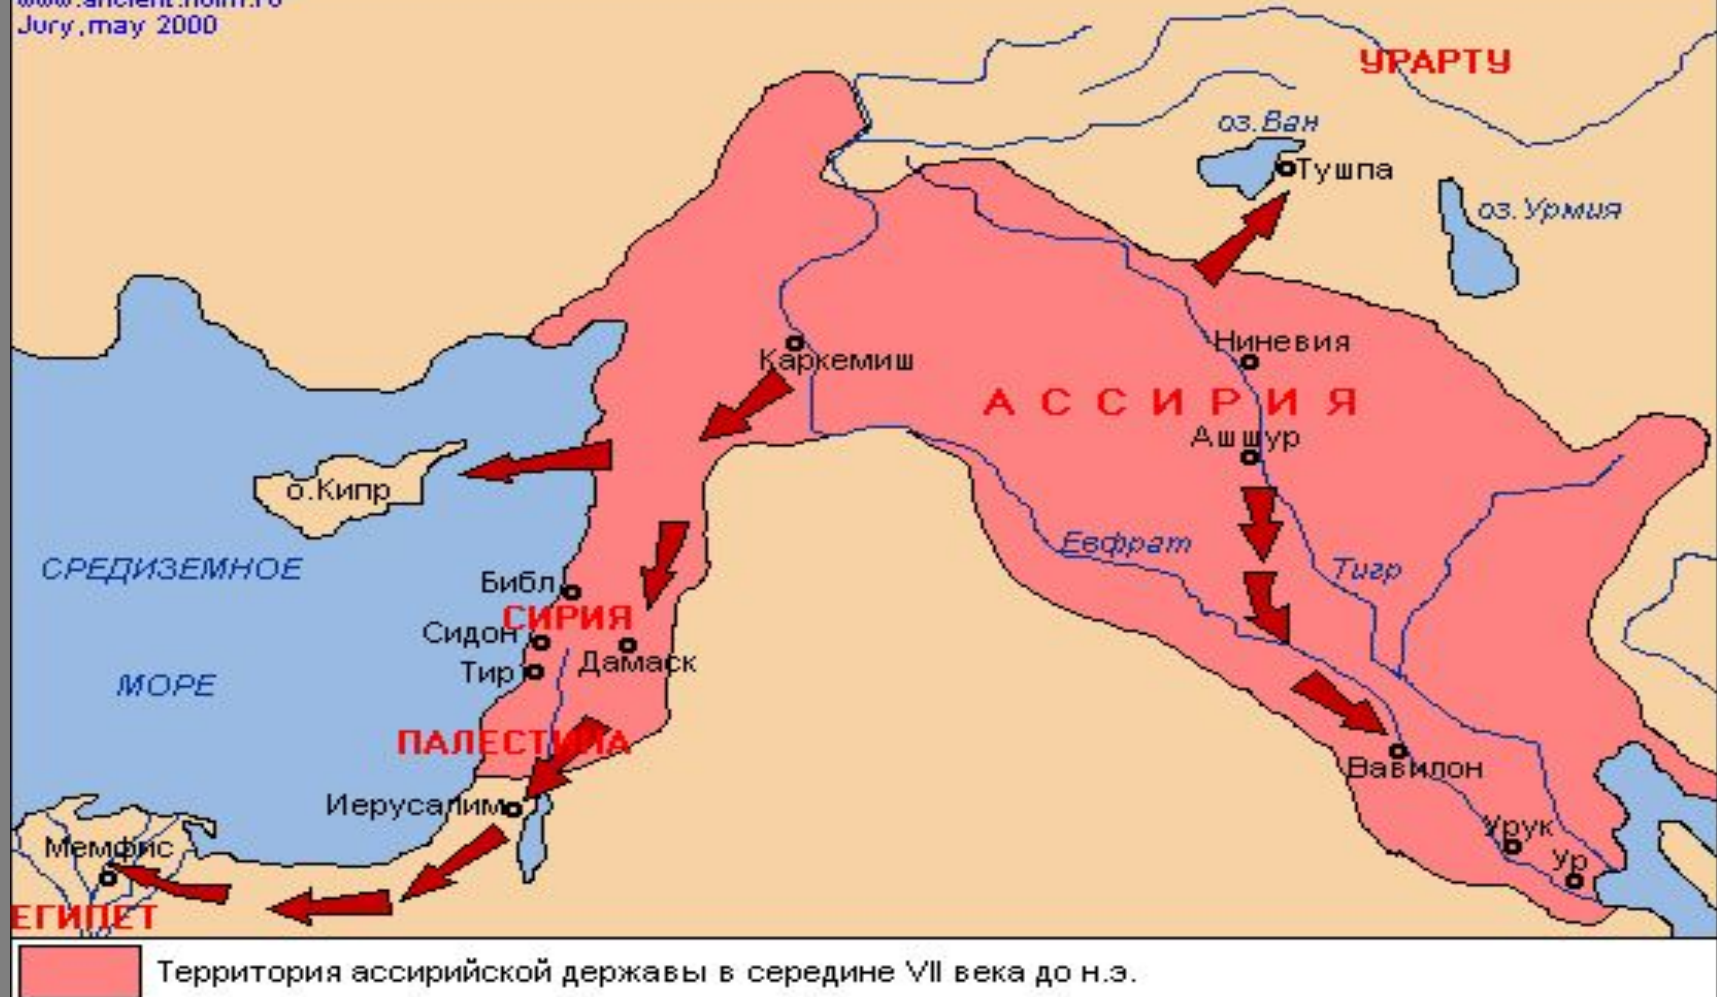 Jury,may 2000
УРАРТУ
оз.Ван
Тушпа
оз.Урмия
Ниневия
Каркемиш
АССИРИЯ
Ашшур
о.Кипр
СРЕДИЗЕМНОЕ
Евфрат
Тигр
Библ
СИРИЯ
Сидон
Дамаск
Тир
МОРЕ
ПАЛЕСТИНА
Вавилон
Иерусалим
Урук
Мемфис
Ур
ЕГИПЕТ
Территория ассирийской державы в середине VII века до н.э.